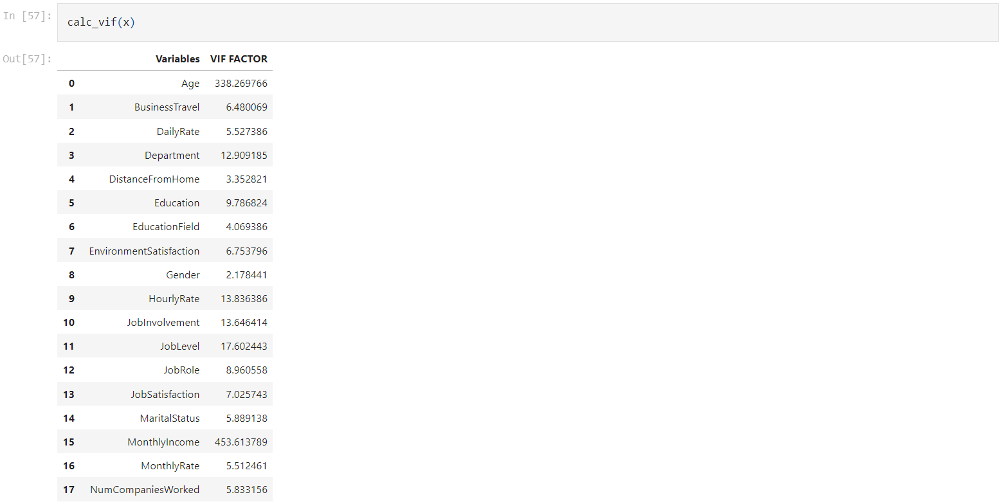 In [57]: calc_vif(x)
Out[57]:
Variables VIF FACTOR
0 Age 338.269766
1 BusinessTravel 6.480069
2 DailyRate 5.527386
3 Department 12.909185
4 DistanceFromHome 3.352821
5 Education 9.786824
6 EducationField 4.069386
7 EnvironmentSatisfaction 6.753796
8 Gender 2.178441
9 HourlyRate 13.836386
10 JobInvolvement 13.646414
11 JobLevel 17.602443
12 JobRole 8.960558
13 JobSatisfaction 7.025743
14 MaritalStatus 5.889138
15 MonthlyIncome 453.613789
16 MonthlyRate 5.512461
17 NumCompaniesWorked 5.833156